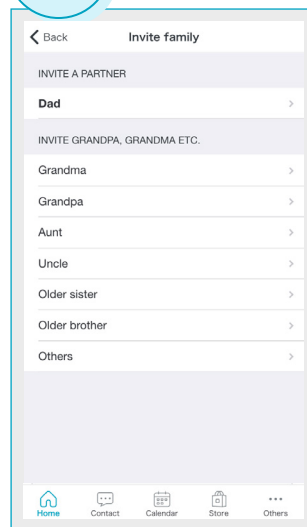 Back
Invite family
INVITE A PARTNER
Dad
INVITE GRANDPA, GRANDMA ETC.
Grandma
Grandpa
Aunt
Uncle
Older sister
Older brother
Others
Home Contact Calendar Store Others